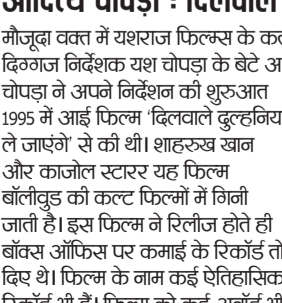 आदित्य चोपड़ा : दिलवाले
मौजूदा वक्त में यशराज फिल्म्स के
दिग्गज निर्देशक यश चोपड़ा के बेटे
चोपड़ा ने अपने निर्देशन की शुरुआत
1995 में आई फिल्म 'दिलवाले दुल्हनिया
ले जाएंगे' से की थी। शाहरुख खान
और काजोल स्टारर यह फिल्म
बॉलीवुड की कल्ट फिल्मों में गिनी
जाती है। इस फिल्म ने रिलीज होते ही
बॉक्स ऑफिस पर कमाई के रिकॉर्ड
दिए थे। फिल्म के नाम कई ऐतिहासिक